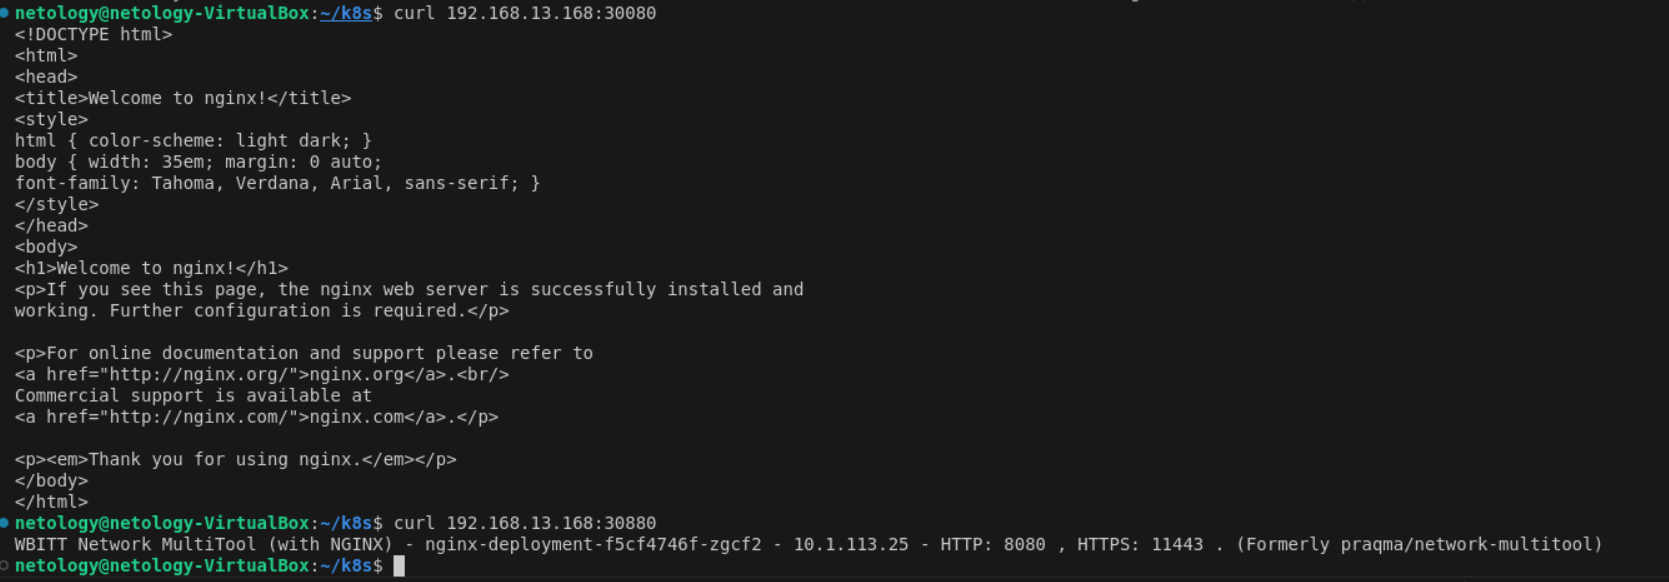 netology@netology-VirtualBox:~/k8s$ curl 192.168.13.168:30080
<!DOCTYPE html>
<html>
<head>
<title>Welcome to nginx!</title>
<style>
html { color-scheme: light dark; }
body { width: 35em; margin: 0 auto;
font-family: Tahoma, Verdana, Arial, sans-serif; }
</style>
</head>
<body>
<h1>Welcome to nginx!</h1>
<p>If you see this page, the nginx web server is successfully installed and
working. Further configuration is required.</p>

<p>For online documentation and support please refer to
<a href="http://nginx.org/">nginx.org</a>.<br/>
Commercial support is available at
<a href="http://nginx.com/">nginx.com</a>.</p>

<p><em>Thank you for using nginx.</em></p>
</body>
</html>
netology@netology-VirtualBox:~/k8s$ curl 192.168.13.168:30880
WBITT Network MultiTool (with NGINX) - nginx-deployment-f5cf4746f-zgcf2 - 10.1.113.25 - HTTP: 8080 , HTTPS: 11443 . (Formerly praqma/network-multitool)
netology@netology-VirtualBox:~/k8s$